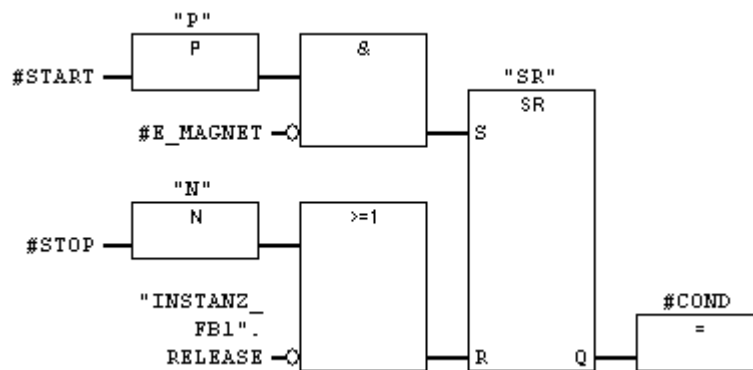 "P"
P
&
#START
"SR"
SR
#E_MAGNET
S
"N"
N
>=1
#STOP
"INSTANZ_
FB1".
RELEASE
R
Q
#COND
=